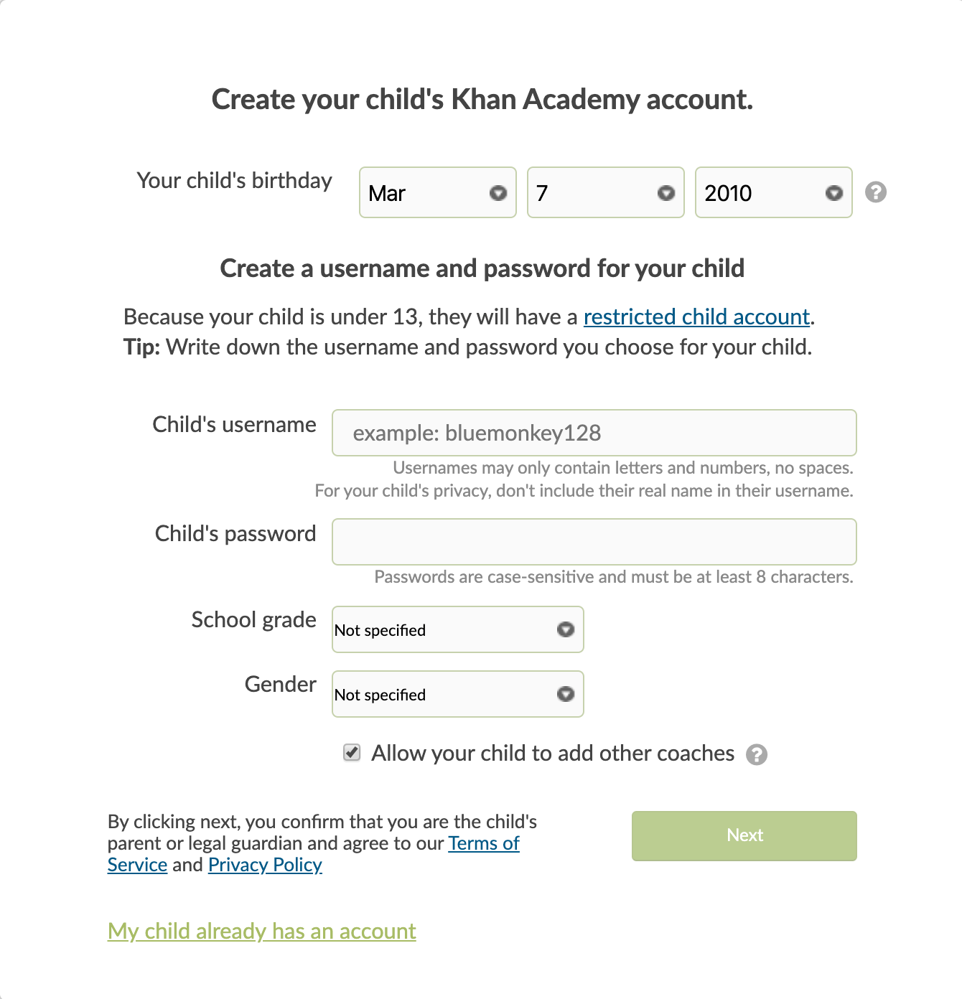 Create your child's Khan Academy account.
Your child's birthday Mar 7 2010 ?
Create a username and password for your child
Because your child is under 13, they will have a restricted child account.
Tip: Write down the username and password you choose for your child.
Child's username example: bluemonkey128
Usernames may only contain letters and numbers, no spaces.
For your child's privacy, don't include their real name in their username.
Child's password
Passwords are case-sensitive and must be at least 8 characters.
School grade Not specified
Gender Not specified
Allow your child to add other coaches ?
By clicking next, you confirm that you are the child's
parent or legal guardian and agree to our Terms of
Service and Privacy Policy
Next
My child already has an account